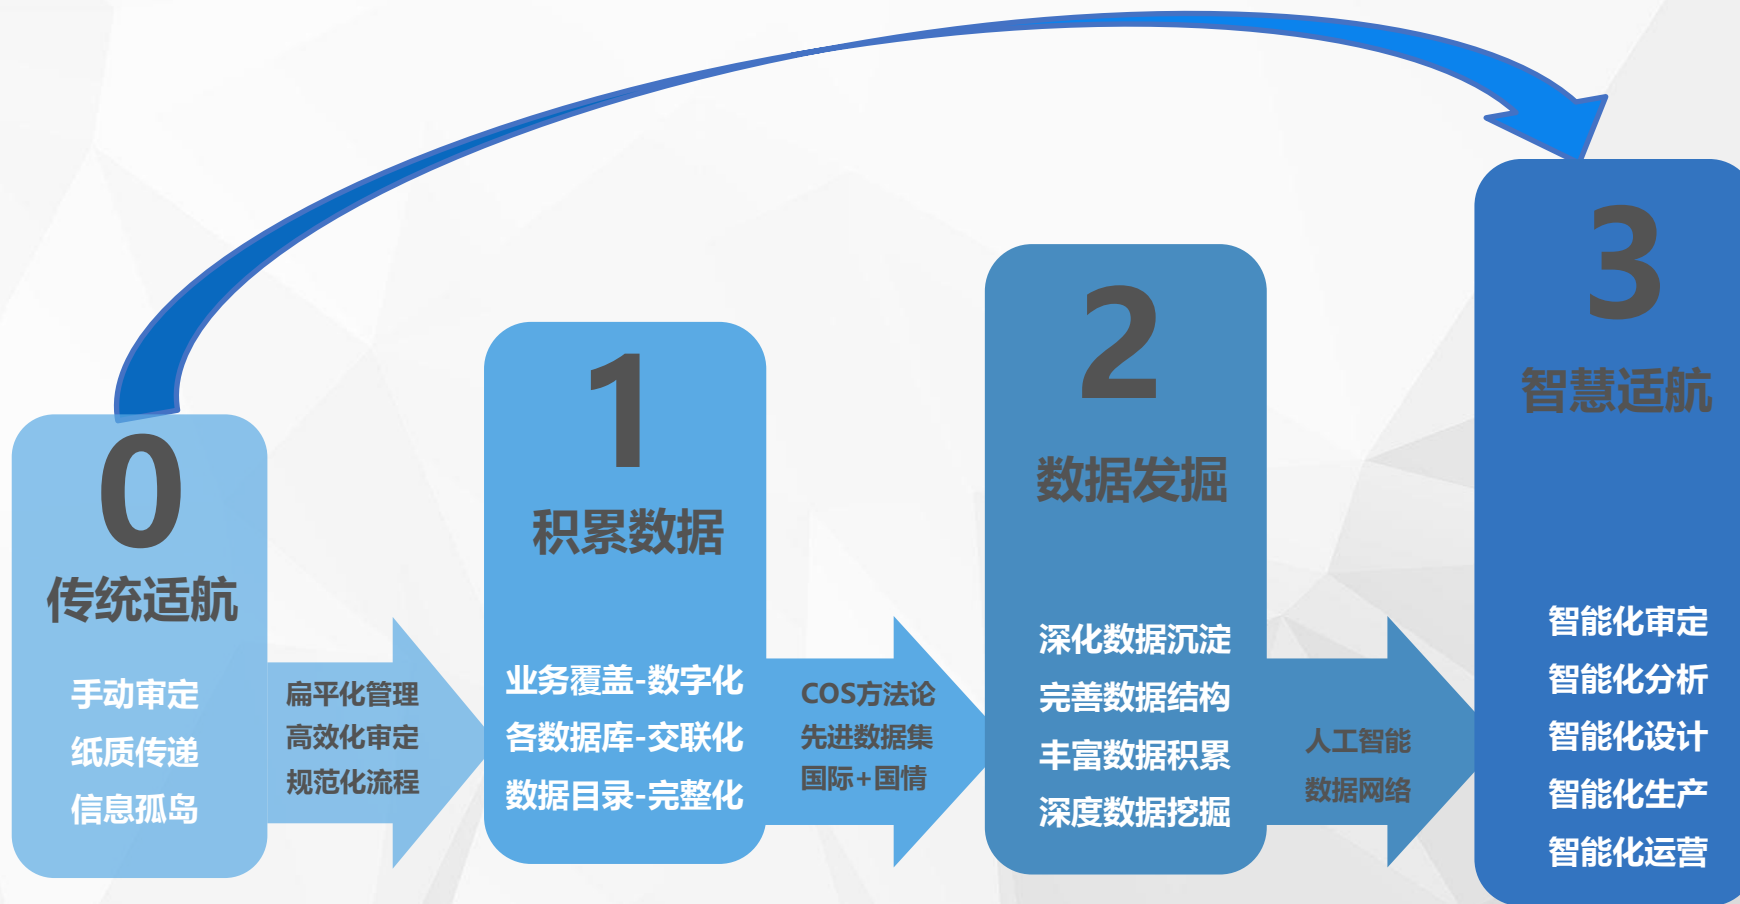 0
传统适航
手动审定
纸质传递
信息孤岛
扁平化管理
高效化审定
规范化流程
1
积累数据
业务覆盖-数字化
各数据库-交联化
数据目录-完整化
COS方法论
先进数据集
国际+国情
2
数据发掘
深化数据沉淀
完善数据结构
丰富数据积累
深度数据挖掘
人工智能
数据网络
3
智慧适航
智能化审定
智能化分析
智能化设计
智能化生产
智能化运营